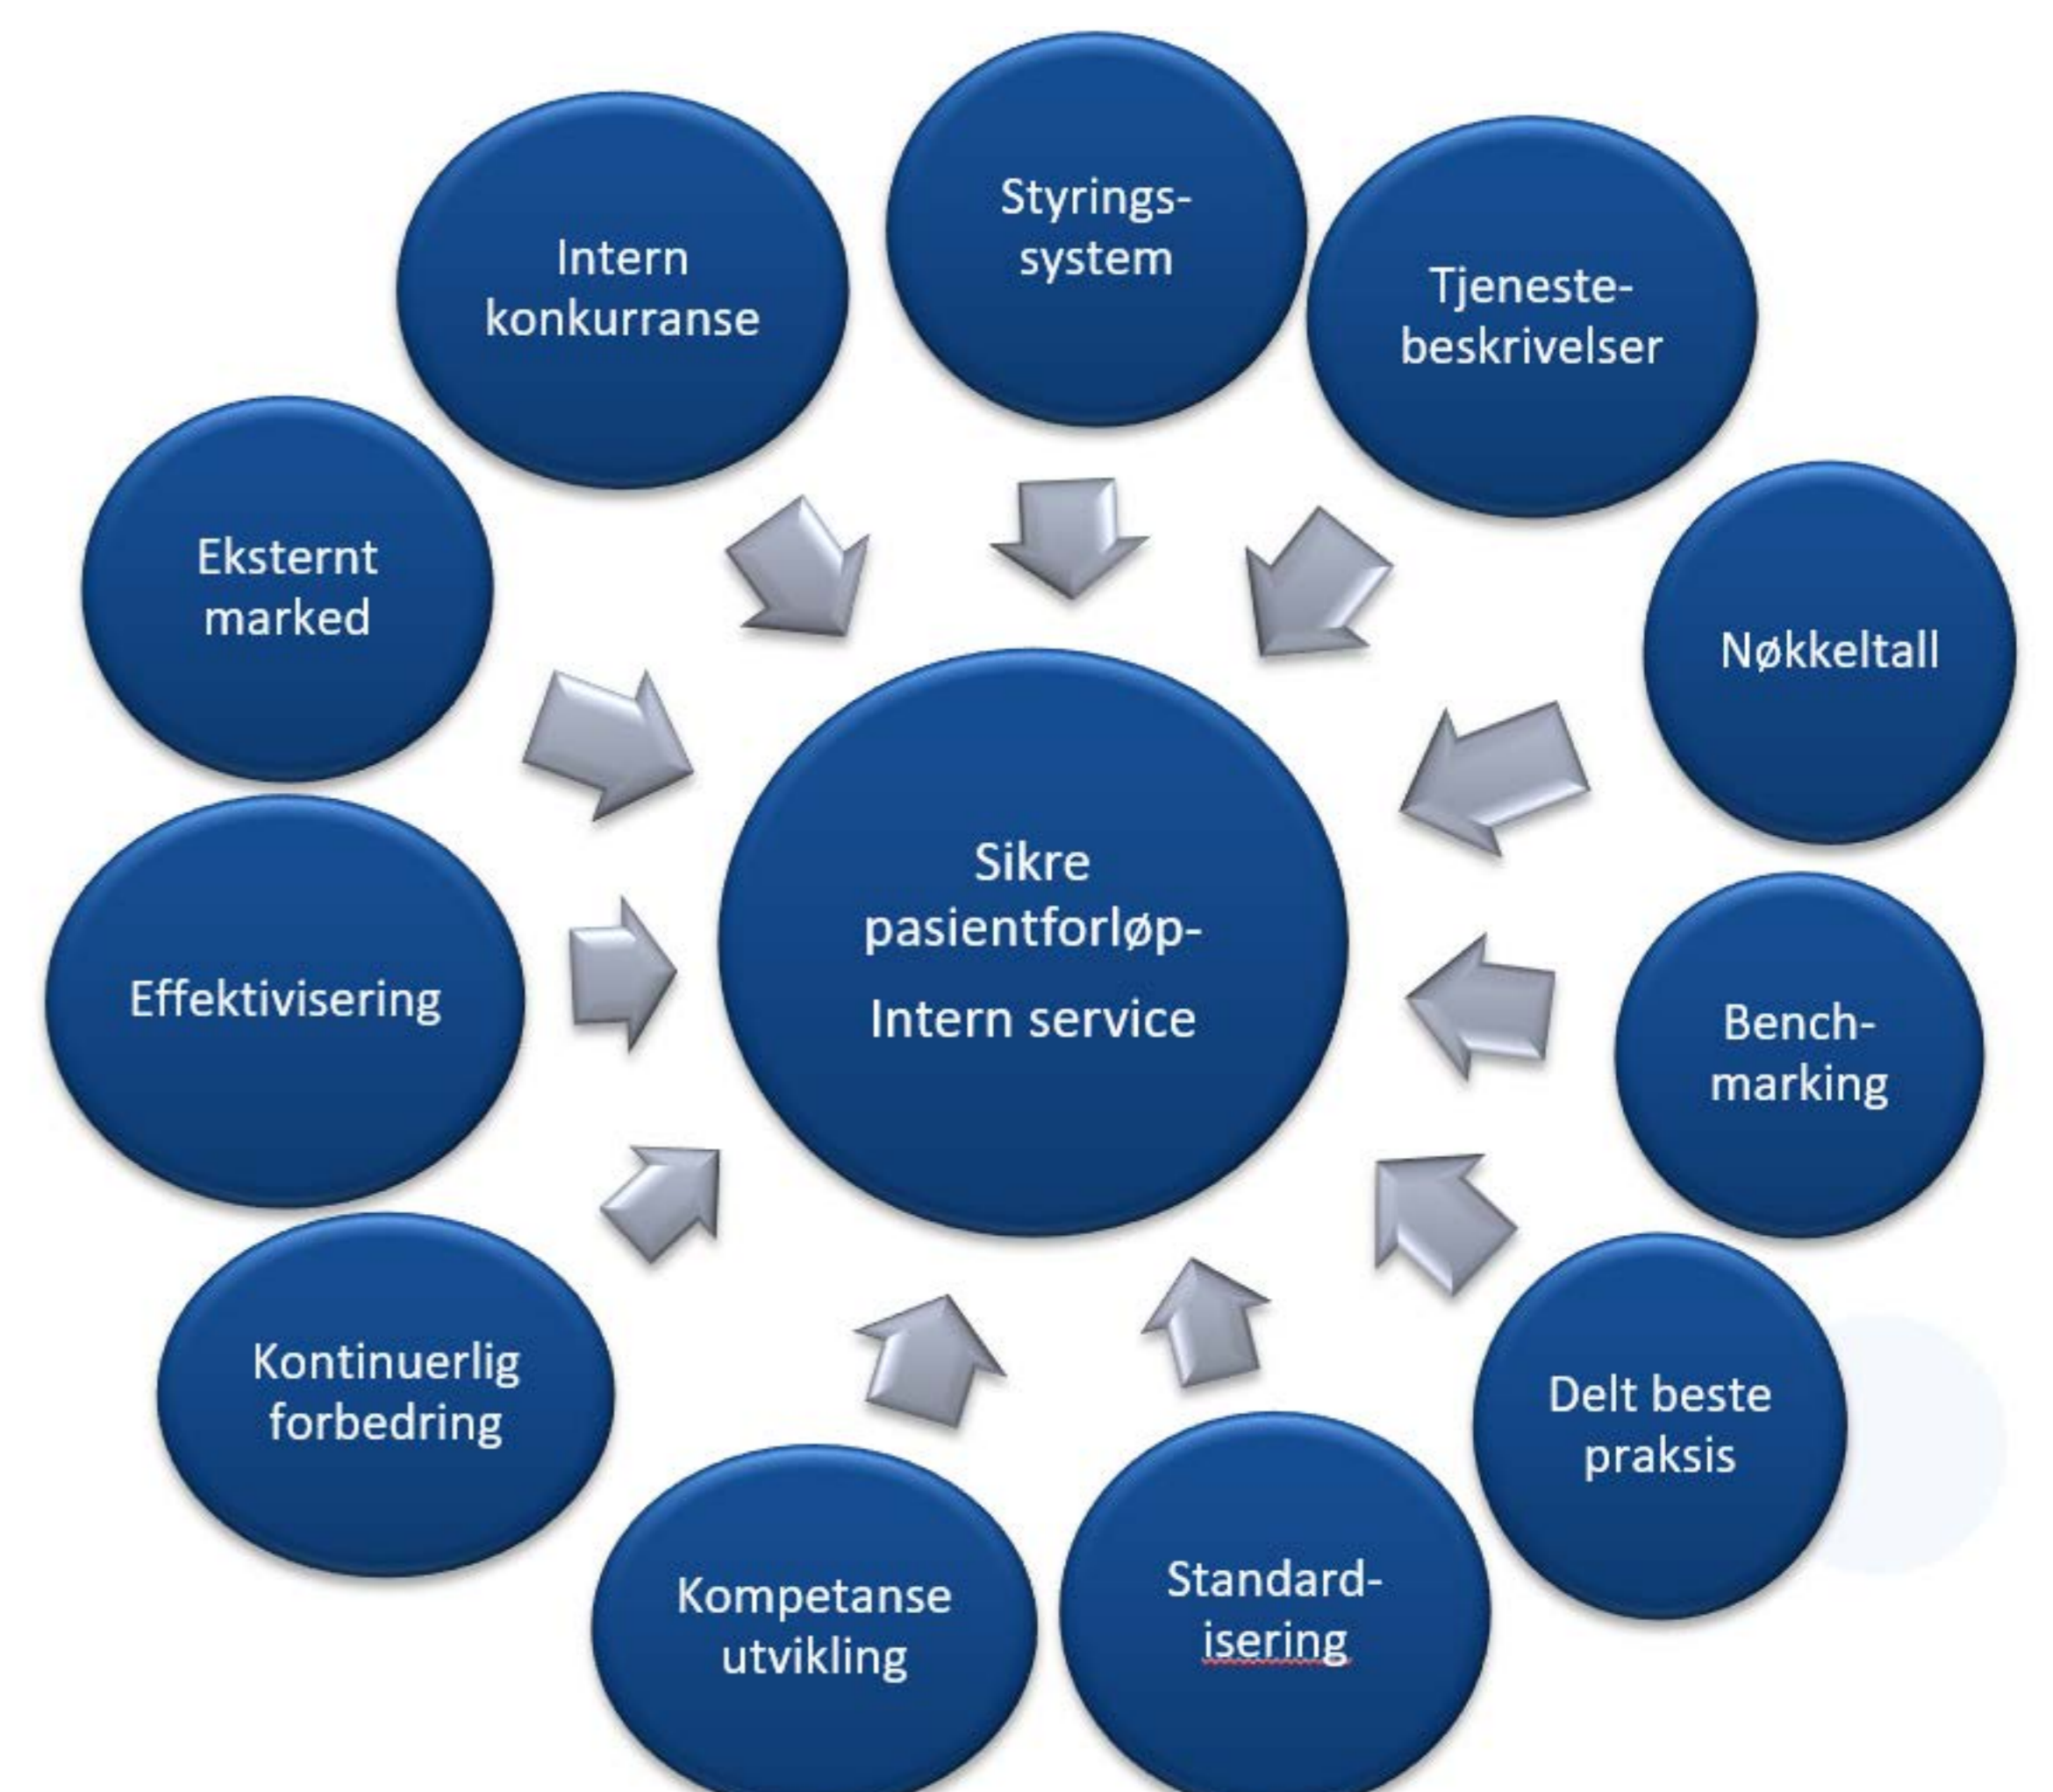 Styrings-
system
Intern
konkurranse
Tjeneste-
beskrivelser
Eksternt
marked
Nøkkeltall
Sikre
pasientforløp-
Intern service
Effektivisering
Bench-
marking
Kontinuerlig
forbedring
Delt beste
praksis
Kompetanse
utvikling
Standard-
isering